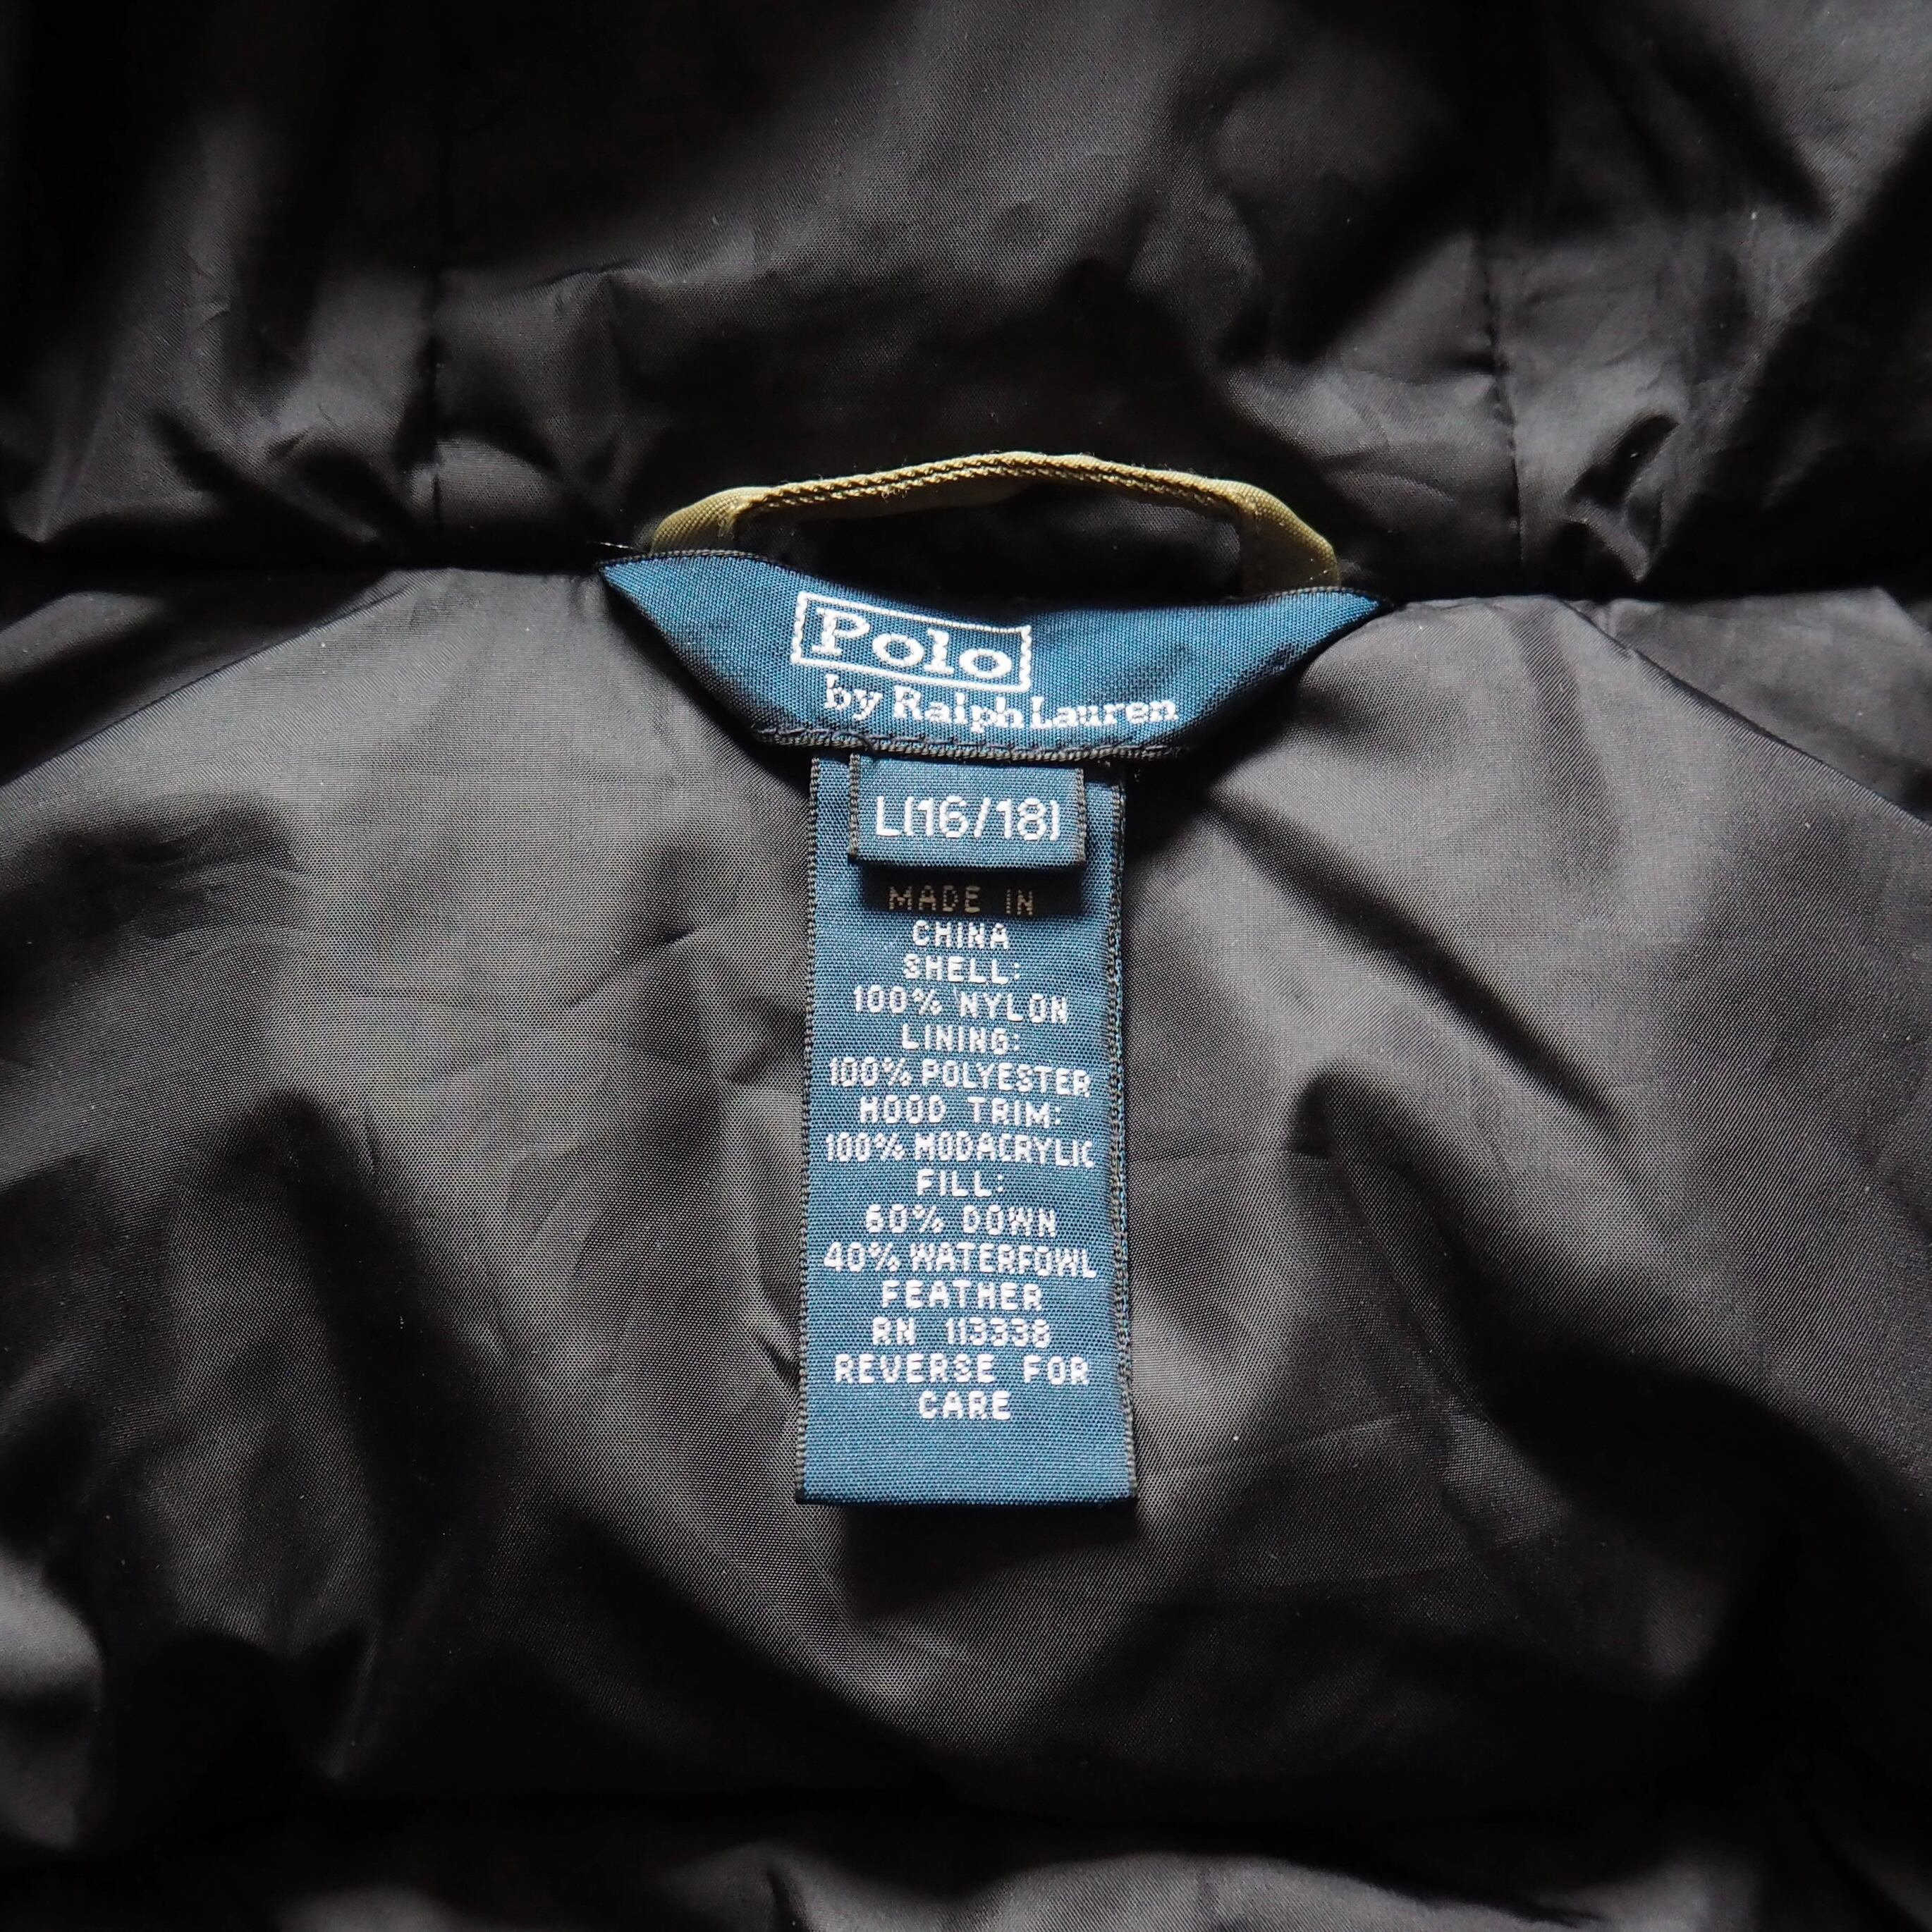 Polo
by Ralph Lauren
L(16/18)
MADE IN
CHINA
SHELL:
100% NYLON
LINING:
100% POLYESTER
HOOD TRIM:
100% MODACRYLIC
FILL:
60% DOWN
40% WATERFOWL
FEATHER
RN 113338
REVERSE FOR
CARE